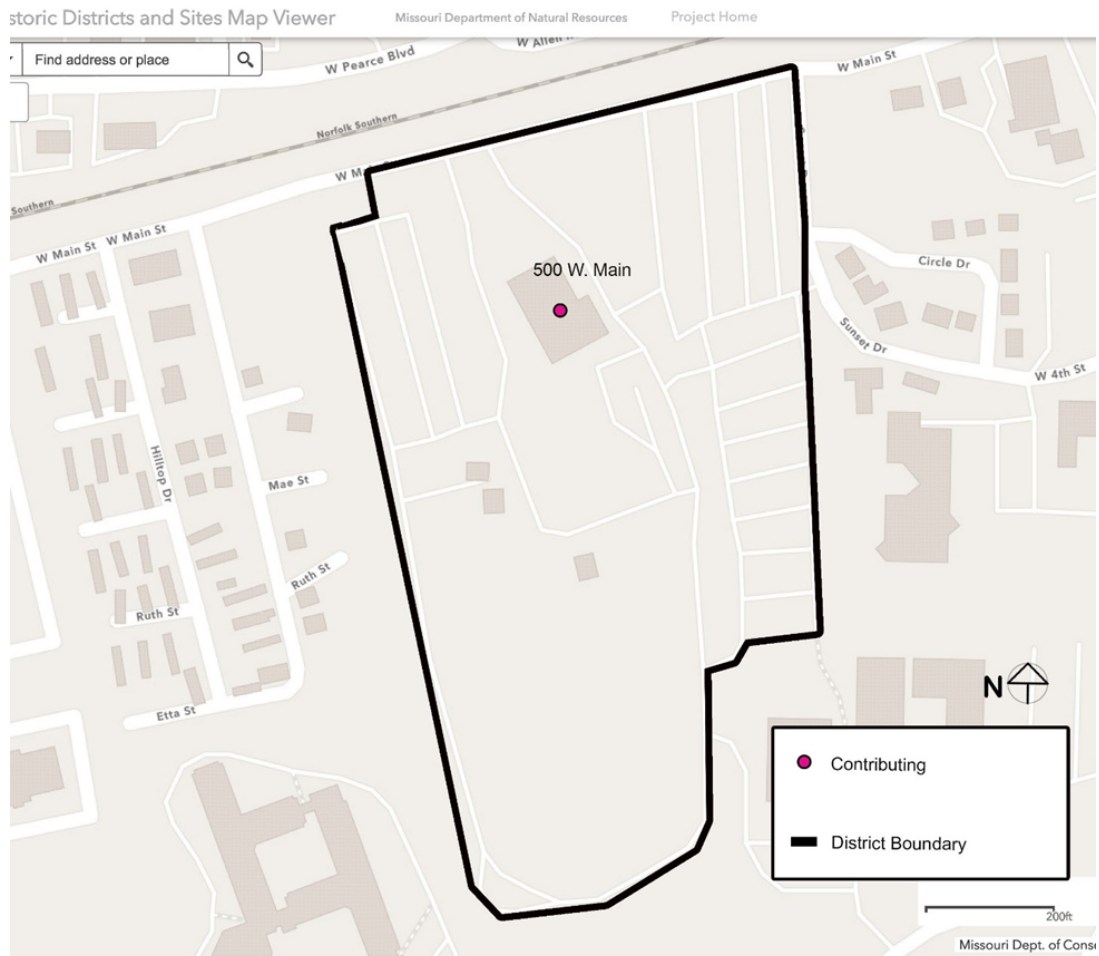 storic Districts and Sites Map Viewer
Missouri Department of Natural Resources
Project Home
Find address or place
W Pearce Blvd
W Main St
Norfolk Southern
Southern
W Main St
W Main St
500 W. Main
Circle Dr
Sunset Dr
W 4th St
Hilltop Dr
Mae St
Ruth St
Ruth St
Etta St
N
Contributing
District Boundary
200ft
Missouri Dept. of Conse